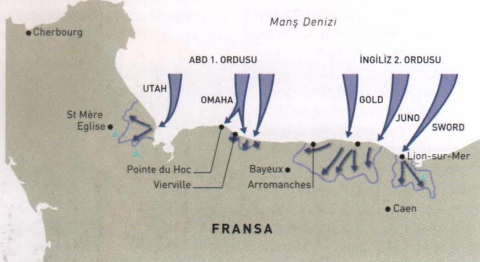 Manş Denizi
Cherbourg
ABD 1. ORDUSU
İNGİLİZ 2. ORDUSU
UTAH
OMAHA
GOLD
JUNO
SWORD
St Mère
Eglise
Pointe du Hoc
Vierville
Bayeux
Arromanches
Lion-sur-Mer
Caen
FRANSA